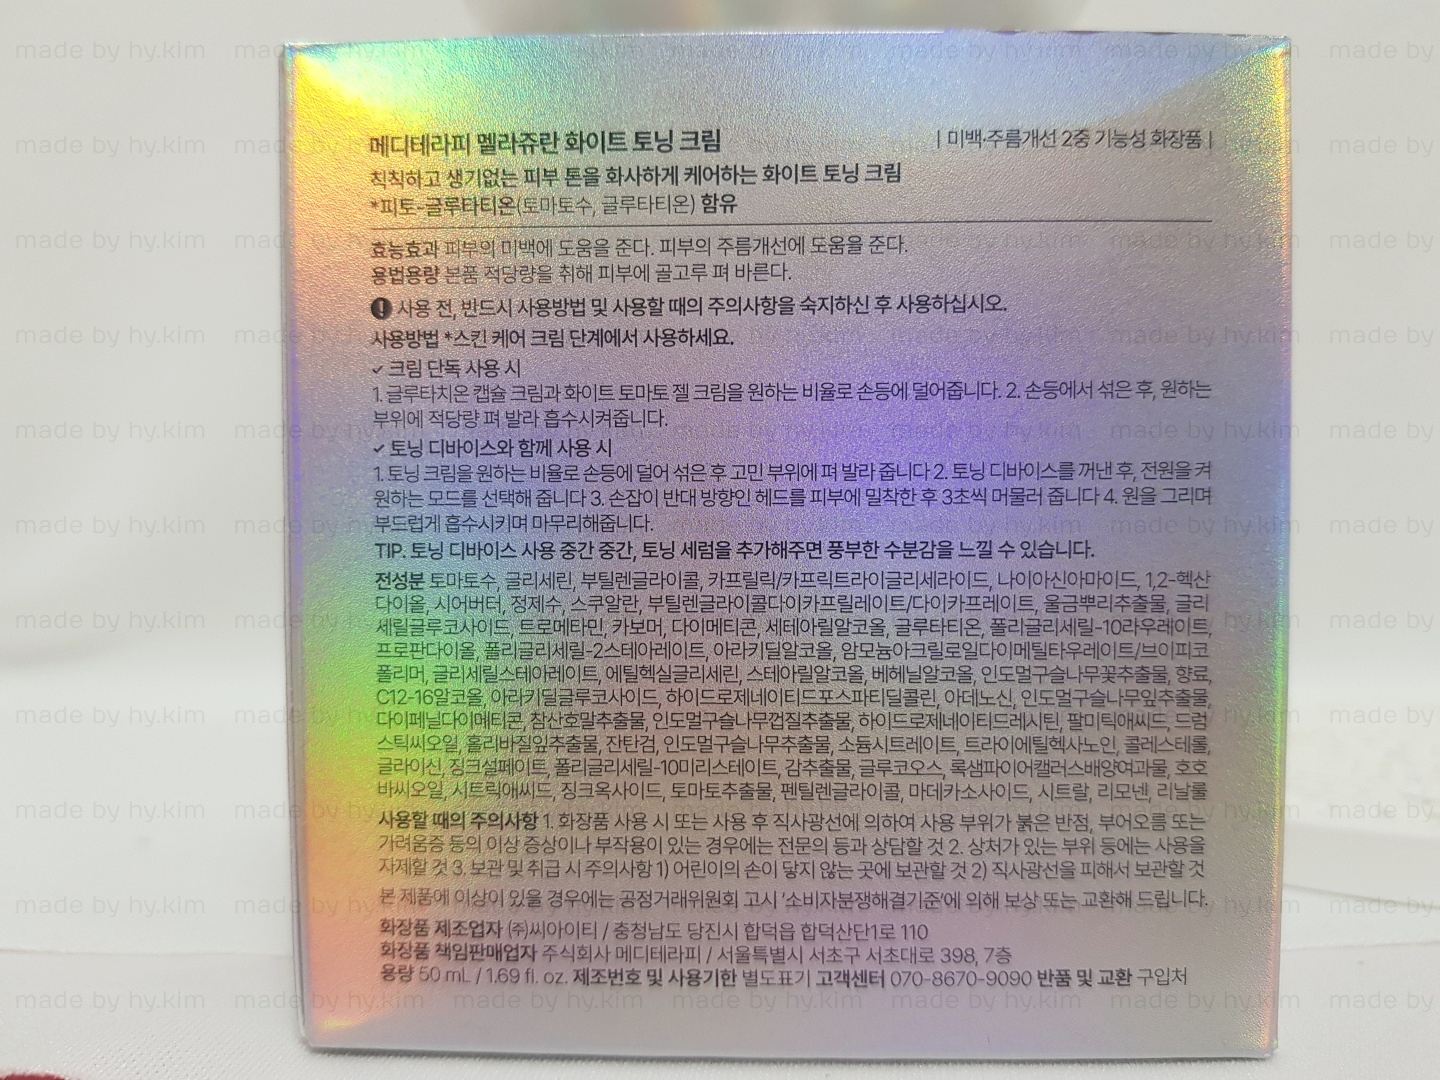 메디테라피 멜라쥬란 화이트 토닝 크림
| 미백·주름개선 2중 기능성 화장품 |
칙칙하고 생기없는 피부 톤을 화사하게 케어하는 화이트 토닝 크림
*피토-글루타티온(토마토수, 글루타티온) 함유
효능효과 피부의 미백에 도움을 준다. 피부의 주름개선에 도움을 준다.
용법용량 본품 적당량을 취해 피부에 골고루 펴 바른다.
! 사용 전, 반드시 사용방법 및 사용할 때의 주의사항을 숙지하신 후 사용하십시오.
사용방법 *스킨 케어 크림 단계에서 사용하세요.
✓ 크림 단독 사용 시
1. 글루타치온 캡슐 크림과 화이트 토마토 젤 크림을 원하는 비율로 손등에 덜어줍니다. 2. 손등에서 섞은 후, 원하는
부위에 적당량 펴 발라 흡수시켜줍니다.
✓ 토닝 디바이스와 함께 사용 시
1. 토닝 크림을 원하는 비율로 손등에 덜어 섞은 후 고민 부위에 펴 발라 줍니다 2. 토닝 디바이스를 꺼낸 후, 전원을 켜
원하는 모드를 선택해 줍니다 3. 손잡이 반대 방향인 헤드를 피부에 밀착한 후 3초씩 머물러 줍니다 4. 원을 그리며
부드럽게 흡수시키며 마무리해줍니다.
TIP. 토닝 디바이스 사용 중간 중간, 토닝 세럼을 추가해주면 풍부한 수분감을 느낄 수 있습니다.
전성분 토마토수, 글리세린, 부틸렌글라이콜, 카프릴릭/카프릭트라이글리세라이드, 나이아신아마이드, 1,2-헥산
다이올, 시어버터, 정제수, 스쿠알란, 부틸렌글라이콜다이카프릴레이트/다이카프레이트, 울금뿌리추출물, 글리
세릴글루코사이드, 트로메타민, 카보머, 다이메티콘, 세테아릴알코올, 글루타티온, 폴리글리세릴-10라우레이트,
프로판다이올, 폴리글리세릴-2스테아레이트, 아라키딜알코올, 암모늄아크릴로일다이메틸타우레이트/브이피코
폴리머, 글리세릴스테아레이트, 에틸헥실글리세린, 스테아릴알코올, 베헤닐알코올, 인도멀구슬나무꽃추출물, 향료,
C12-16알코올, 아라키딜글루코사이드, 하이드로제네이티드포스파티딜콜린, 아데노신, 인도멀구슬나무잎추출물,
다이페닐다이메티콘, 참산호말추출물, 인도멀구슬나무껍질추출물, 하이드로제네이티드레시틴, 팔미틱애씨드, 드럼
스틱씨오일, 홀리바질잎추출물, 잔탄검, 인도멀구슬나무추출물, 소듐시트레이트, 트라이에틸헥사노인, 콜레스테롤,
글라이신, 징크설페이트, 폴리글리세릴-10미리스테이트, 감추출물, 글루코오스, 록샘파이어캘러스배양여과물, 호호
바씨오일, 시트릭애씨드, 징크옥사이드, 토마토추출물, 펜틸렌글라이콜, 마데카소사이드, 시트랄, 리모넨, 리날룰
사용할 때의 주의사항 1. 화장품 사용 시 또는 사용 후 직사광선에 의하여 사용 부위가 붉은 반점, 부어오름 또는
가려움증 등의 이상 증상이나 부작용이 있는 경우에는 전문의 등과 상담할 것 2. 상처가 있는 부위 등에는 사용을
자제할 것 3. 보관 및 취급 시 주의사항 1) 어린이의 손이 닿지 않는 곳에 보관할 것 2) 직사광선을 피해서 보관할 것
본 제품에 이상이 있을 경우에는 공정거래위원회 고시 '소비자분쟁해결기준'에 의해 보상 또는 교환해 드립니다.
화장품 제조업자 ㈜씨아이티 / 충청남도 당진시 합덕읍 합덕산단1로 110
화장품 책임판매업자 주식회사 메디테라피 / 서울특별시 서초구 서초대로 398, 7층
용량 50 mL / 1.69 fl. oz. 제조번호 및 사용기한 별도표기 고객센터 070-8670-9090 반품 및 교환 구입처
made by hy.kim